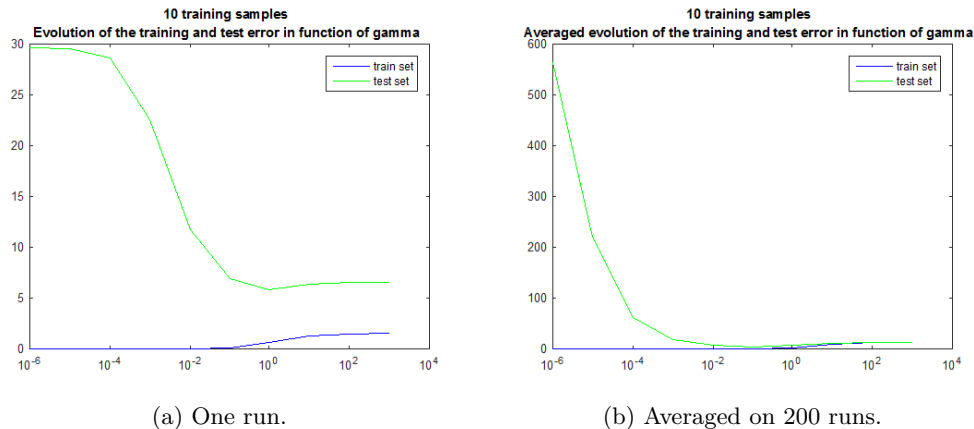 10 training samples
Evolution of the training and test error in function of gamma
30
25
20
15
10
5
0
10^-6
10^-4
10^-2
10^0
10^2
10^4
train set
test set
(a) One run.
10 training samples
Averaged evolution of the training and test error in function of gamma
600
500
400
300
200
100
0
10^-6
10^-4
10^-2
10^0
10^2
10^4
train set
test set
(b) Averaged on 200 runs.